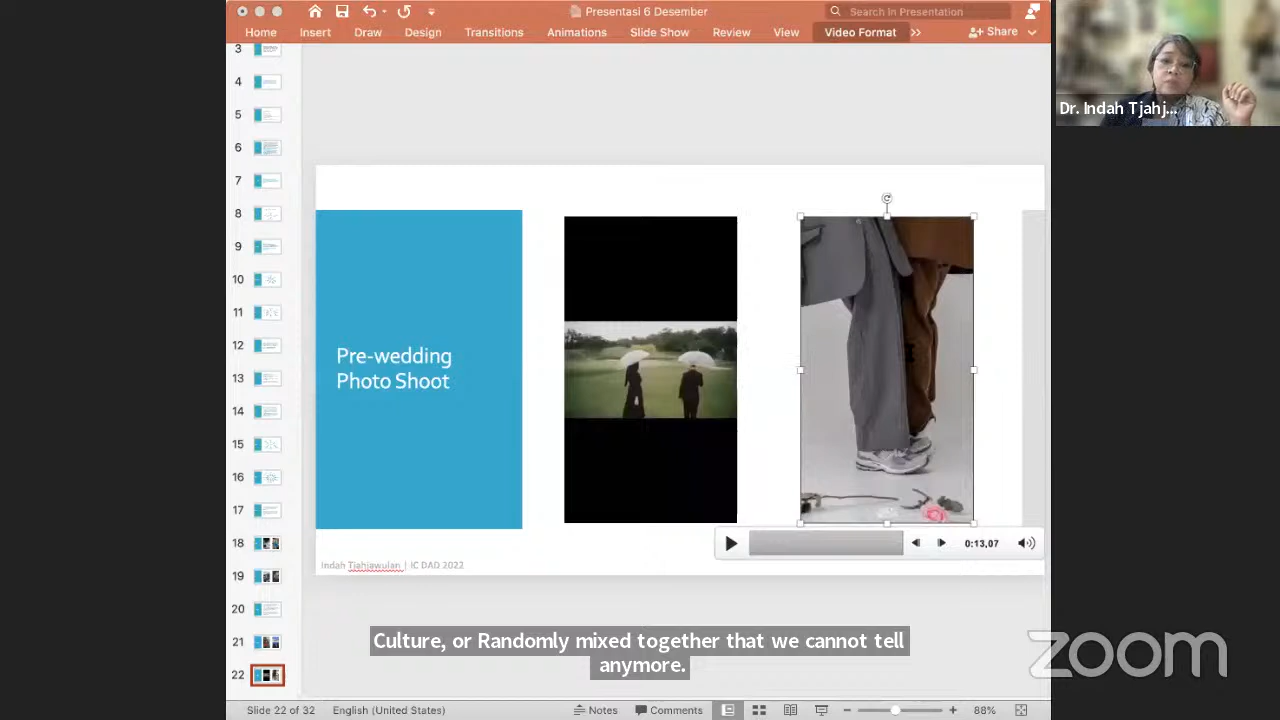 Presentasi 6 Desember
Search in Presentation
Home Insert Draw Design Transitions Animations Slide Show Review View Video Format >> Share
3
4
5
6
7
8
9
10
11
12
13
14
15
16
17
18
19
20
21
22
Pre-wedding
Photo Shoot
0:13,07
Indah Tjahjawulan | IC DAD 2022
Dr. Indah Tjahj...
Culture, or Randomly mixed together that we cannot tell
anymore.
zoom
Slide 22 of 32 English (United States) Notes Comments 88%